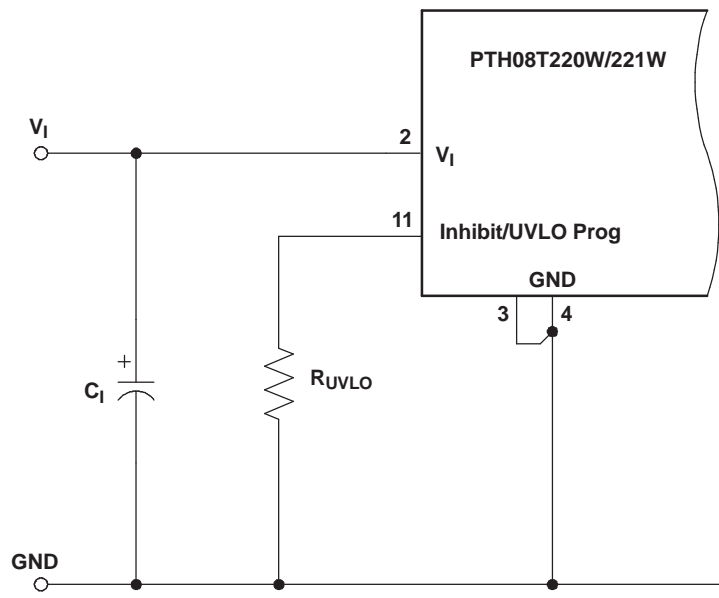 PTH08T220W/221W
V_I
2
V_I
11
Inhibit/UVLO Prog
GND
3
4
+
C_I
R_UVLO
GND